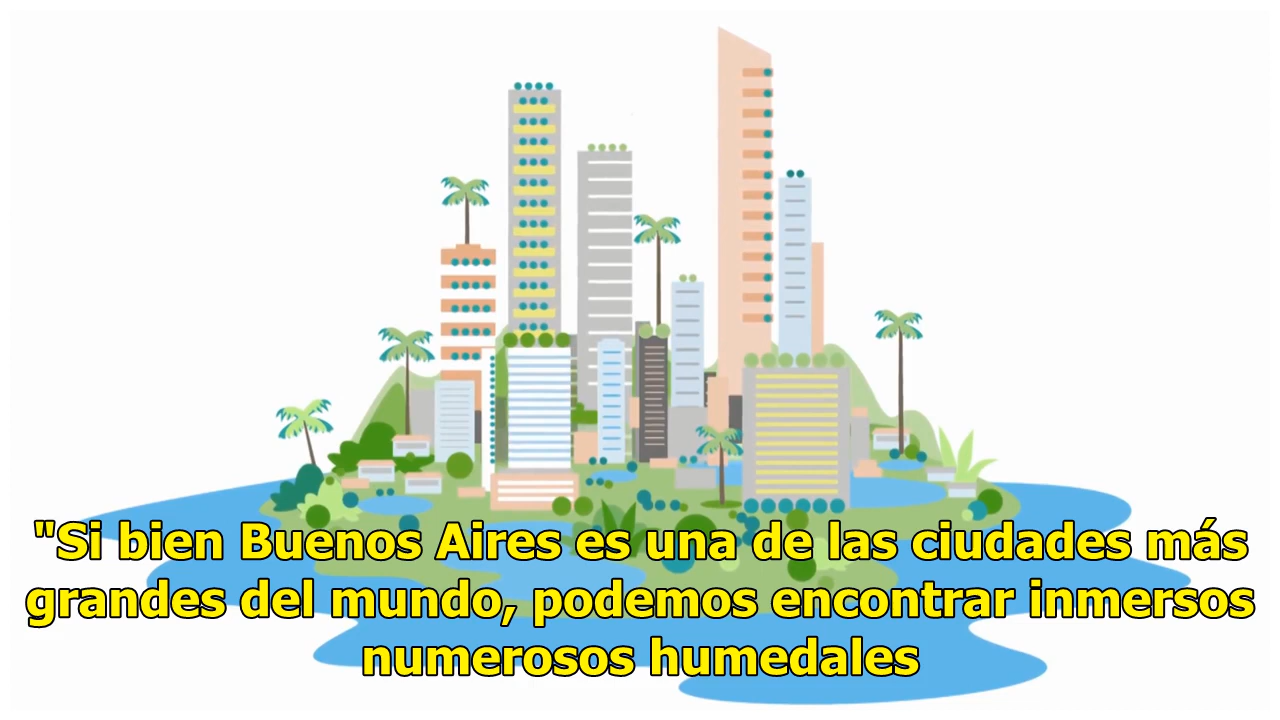 "Si bien Buenos Aires es una de las ciudades más
grandes del mundo, podemos encontrar inmersos
numerosos humedales